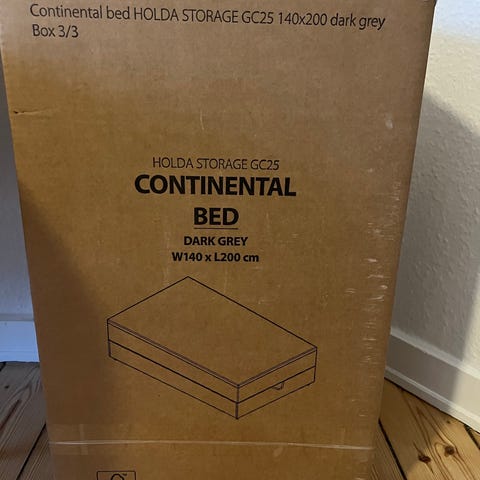 Continental bed HOLDA STORAGE GC25 140x200 dark grey
Box 3/3
HOLDA STORAGE GC25
CONTINENTAL
BED
DARK GREY
W140 x L200 cm